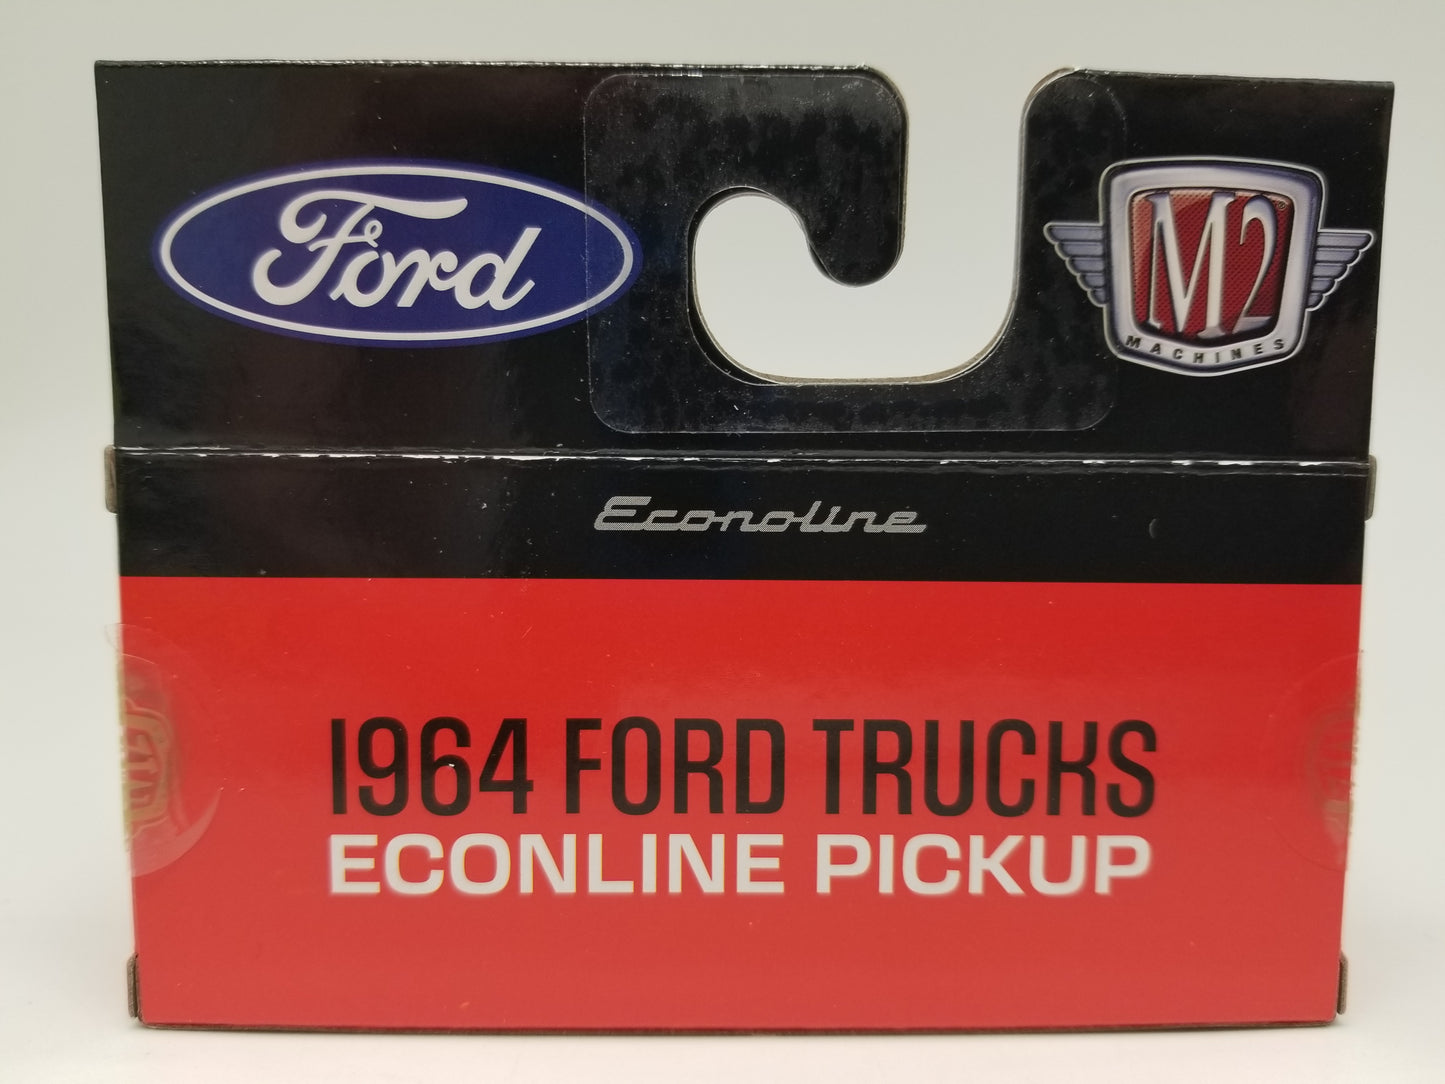 Ford
M2
MACHINES
Econoline
1964 FORD TRUCKS
ECONLINE PICKUP